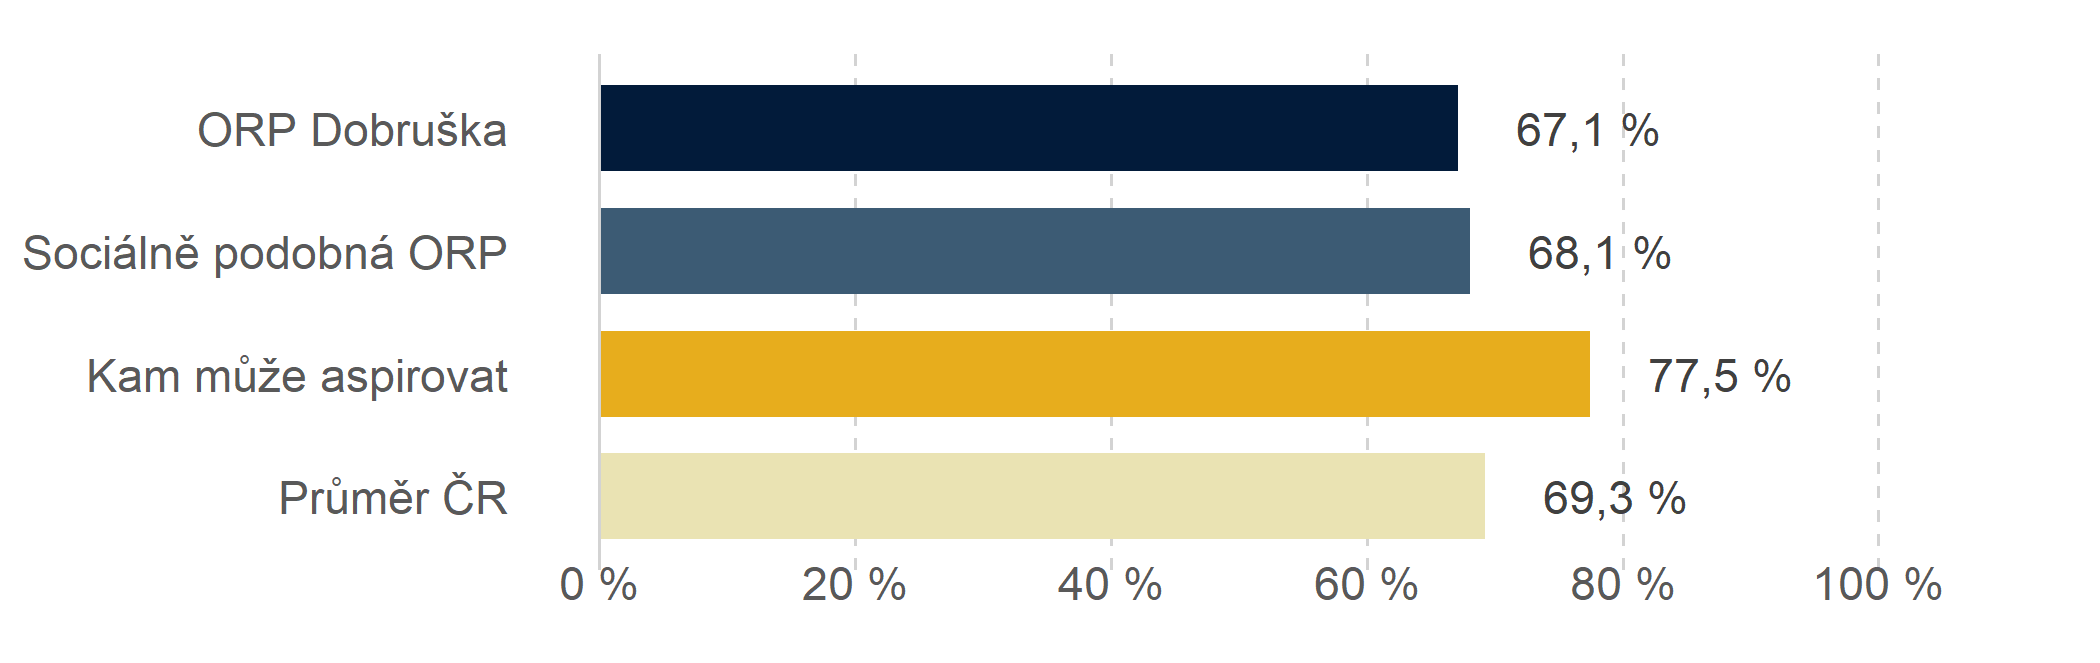 ORP Dobruška 67,1 %
Sociálně podobná ORP 68,1 %
Kam může aspirovat 77,5 %
Průměr ČR 69,3 %
0 % 20 % 40 % 60 % 80 % 100 %